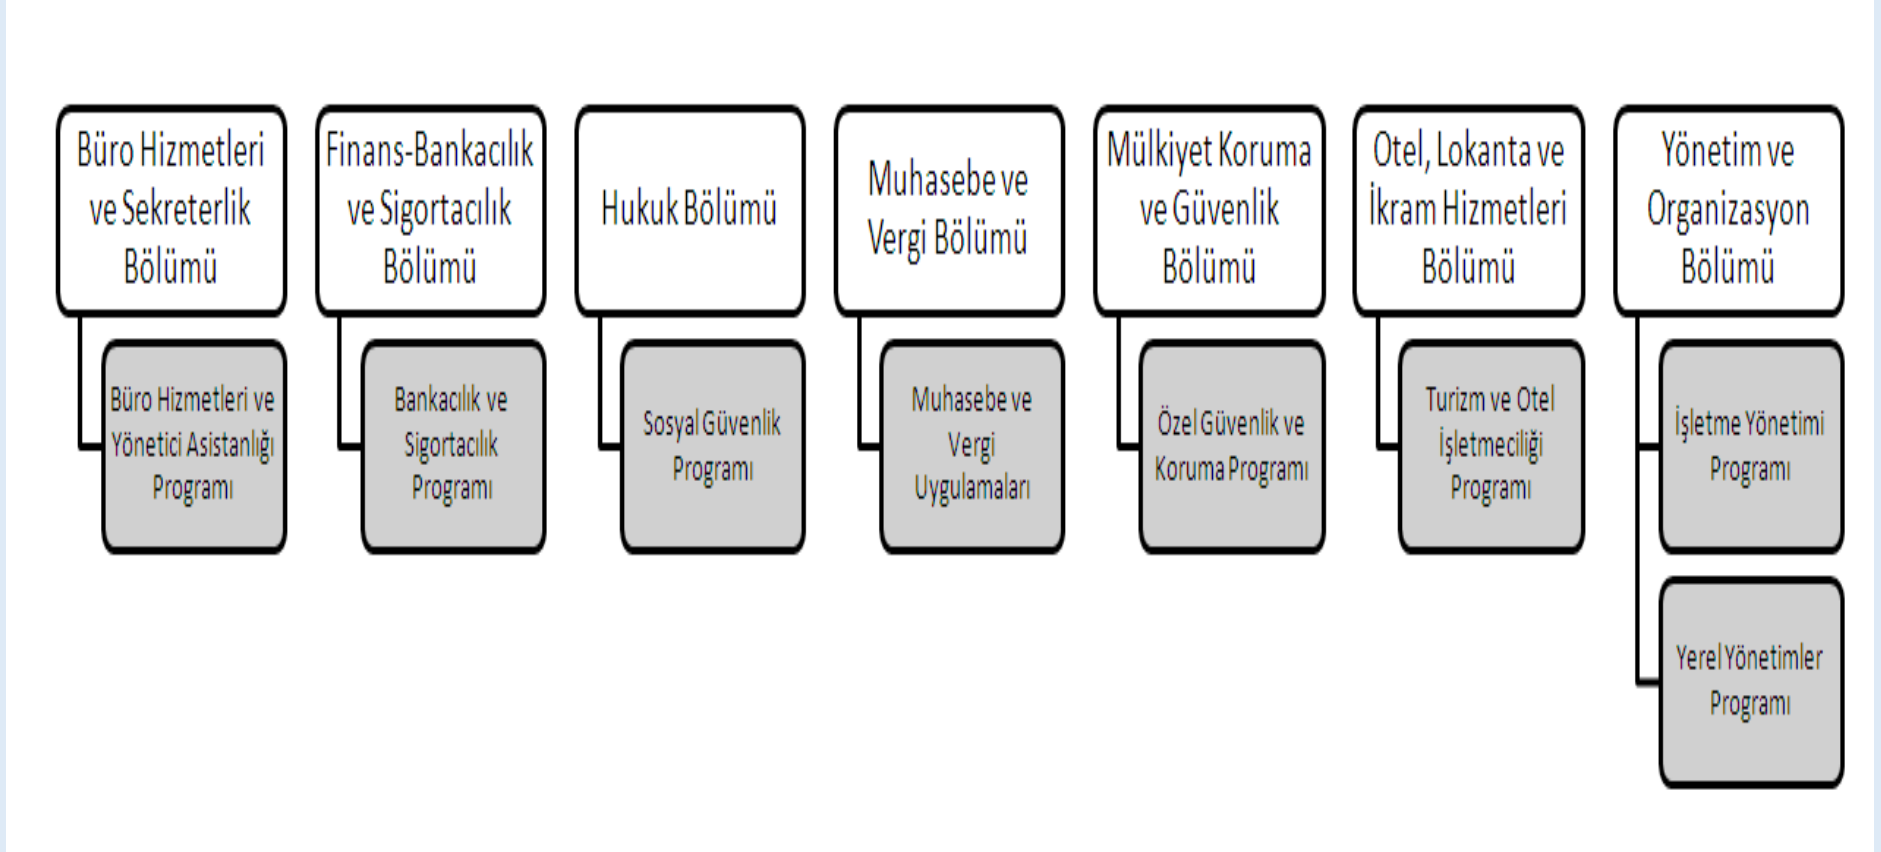 Büro Hizmetleri
ve Sekreterlik
Bölümü
Büro Hizmetleri ve
Yönetici Asistanlığı
Programı
Finans-Bankacılık
ve Sigortacılık
Bölümü
Bankacılık ve
Sigortacılık
Programı
Hukuk Bölümü
Sosyal Güvenlik
Programı
Muhasebe ve
Vergi Bölümü
Muhasebe ve
Vergi
Uygulamaları
Mülkiyet Koruma
ve Güvenlik
Bölümü
Özel Güvenlik ve
Koruma Programı
Otel, Lokanta ve
İkram Hizmetleri
Bölümü
Turizm ve Otel
İşletmeciliği
Programı
Yönetim ve
Organizasyon
Bölümü
İşletme Yönetimi
Programı
Yerel Yönetimler
Programı